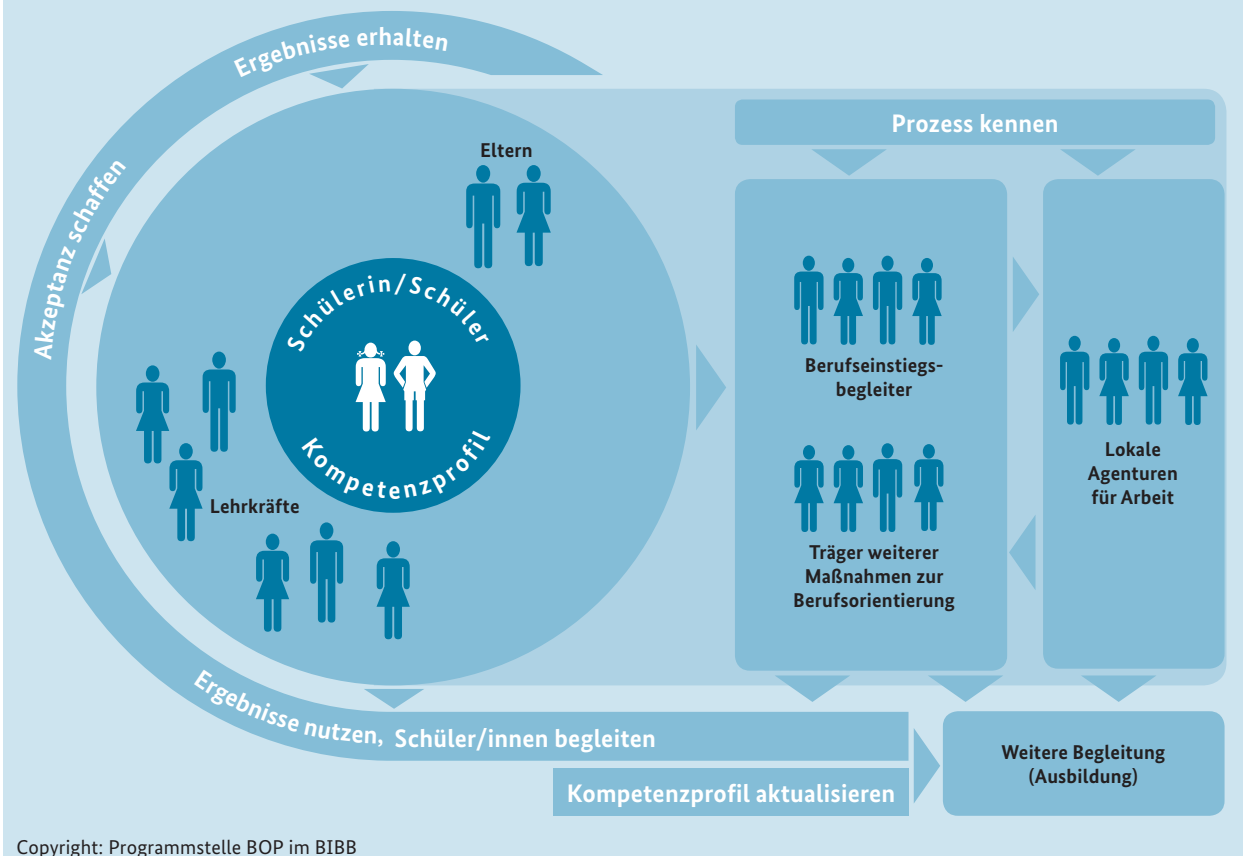 Ergebnisse erhalten
Akzeptanz schaffen
Prozess kennen
Eltern
Schülerin/Schüler
Kompetenzprofil
Lehrkräfte
Berufseinstiegs-
begleiter
Träger weiterer
Maßnahmen zur
Berufsorientierung
Lokale
Agenturen
für Arbeit
Ergebnisse nutzen, Schüler/innen begleiten
Kompetenzprofil aktualisieren
Weitere Begleitung
(Ausbildung)
Copyright: Programmstelle BOP im BIBB